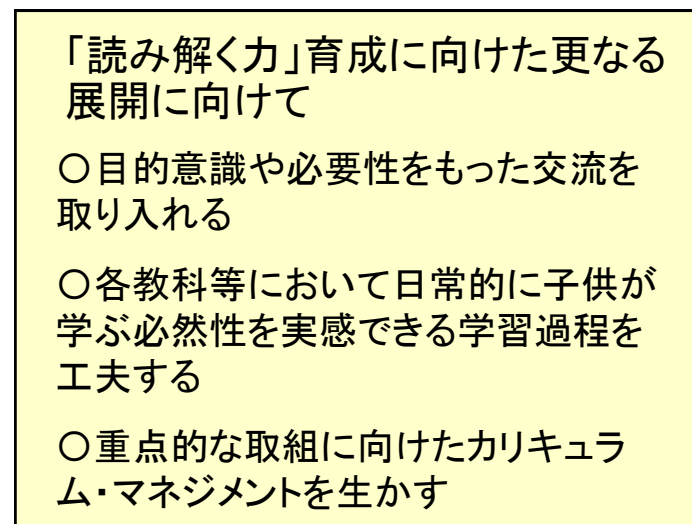 「読み解く力」育成に向けた更なる
展開に向けて
○目的意識や必要性をもった交流を
取り入れる
○各教科等において日常的に子供が
学ぶ必然性を実感できる学習過程を
工夫する
○重点的な取組に向けたカリキュラ
ム・マネジメントを生かす